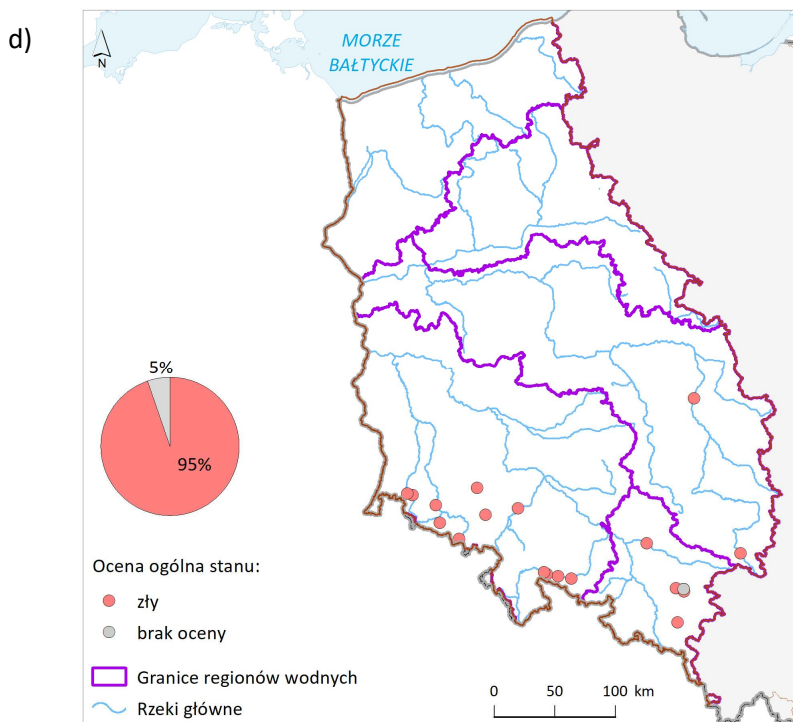 d)
N
MORZE
BAŁTYCKIE
5%
95%
Ocena ogólna stanu:
zły
brak oceny
Granice regionów wodnych
Rzeki główne
0 50 100 km